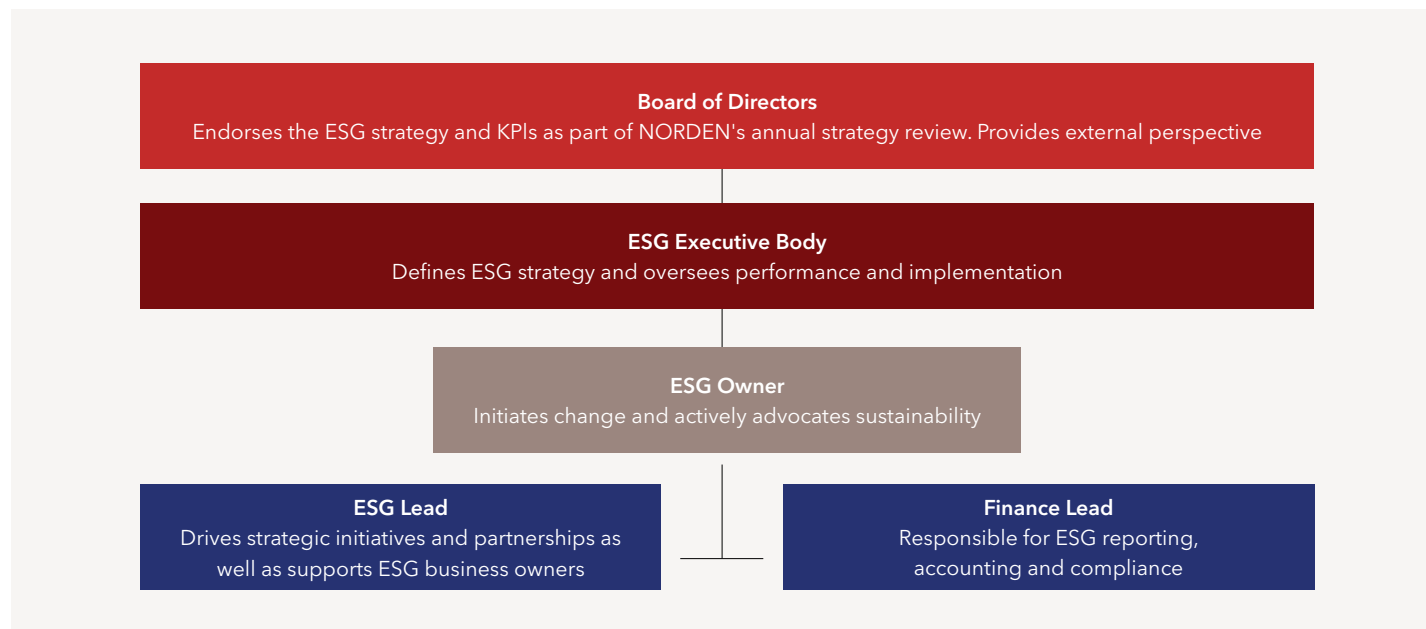 Board of Directors
Endorses the ESG strategy and KPIs as part of NORDEN's annual strategy review. Provides external perspective
ESG Executive Body
Defines ESG strategy and oversees performance and implementation
ESG Owner
Initiates change and actively advocates sustainability
ESG Lead
Drives strategic initiatives and partnerships as
well as supports ESG business owners
Finance Lead
Responsible for ESG reporting,
accounting and compliance